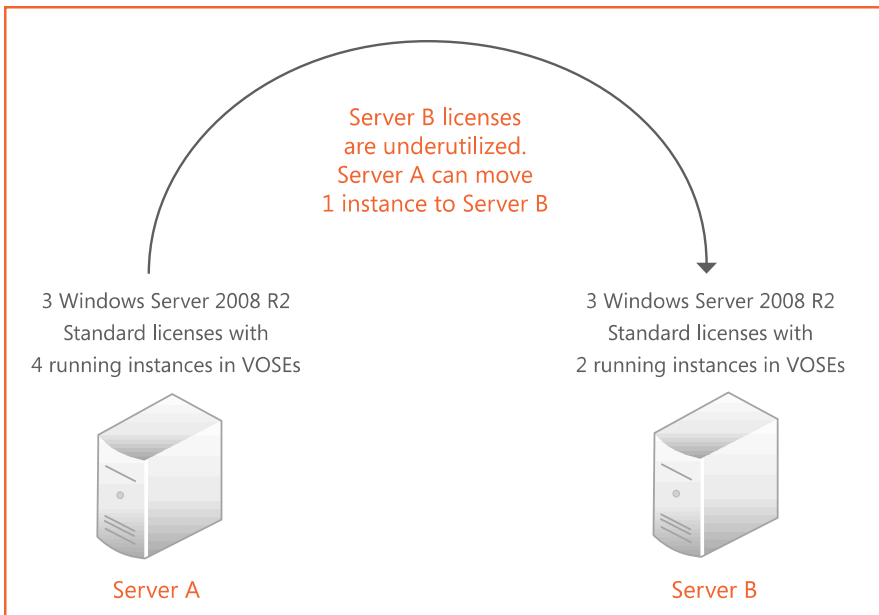 Server B licenses
are underutilized.
Server A can move
1 instance to Server B
3 Windows Server 2008 R2
Standard licenses with
4 running instances in VOSEs
3 Windows Server 2008 R2
Standard licenses with
2 running instances in VOSEs
Server A
Server B